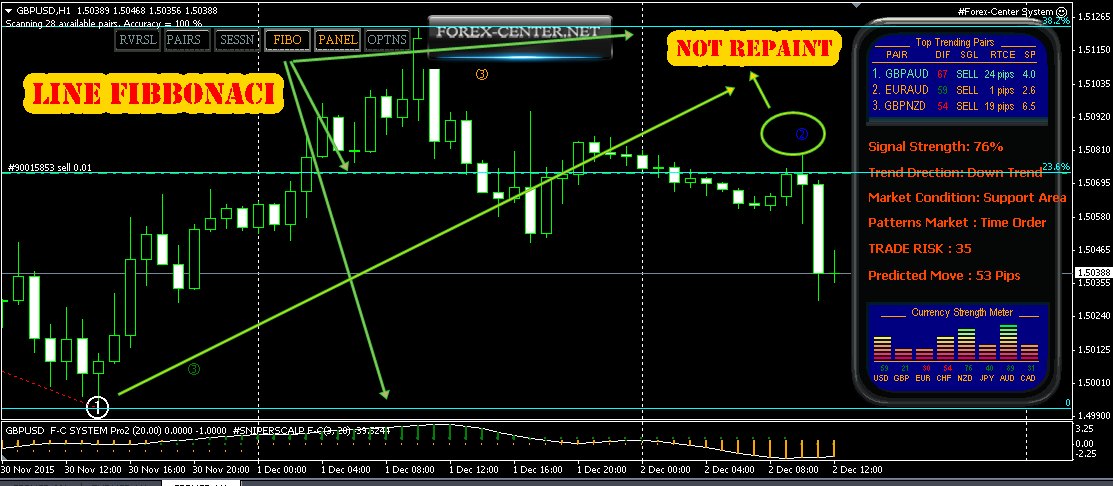 GBPUSD,H1 1.50389 1.50468 1.50356 1.50388
#Forex-Center System
Scanning 28 available pairs. Accuracy = 100 %
38.2%
RVRSL PAIRS SESSN FIBO PANEL OPTNS
FOREX-CENTER.NET
NOT REPAINT
LINE FIBBONACI
3
2
#90015853 sell 0.01
23.6%
3
1
0
Top Trending Pairs
PAIR DIF SGL RTCE SP
1. GBPAUD 67 SELL 24 pips 4.0
2. EURAUD 59 SELL 1 pips 2.6
3. GBPNZD 54 SELL 19 pips 6.5
Signal Strength: 76%
Trend Drection: Down Trend
Market Condition: Support Area
Patterns Market : Time Order
TRADE RISK : 35
Predicted Move : 53 Pips
Currency Strength Meter
59 21 30 54 76 40 89 31
USD GBP EUR CHF NZD JPY AUD CAD
1.51265
1.51150
1.51035
1.50920
1.50810
1.50695
1.50580
1.50465
1.50388
1.50355
1.50240
1.50125
1.50010
1.49900
GBPUSD F-C SYSTEM Pro2 (20.00) 0.0000 -1.0000 #SNIPERSCALP F-C(3, 20) 39.3244
3.25
0.00
-2.25
30 Nov 2015 30 Nov 12:00 30 Nov 16:00 30 Nov 20:00 1 Dec 00:00 1 Dec 04:00 1 Dec 08:00 1 Dec 12:00 1 Dec 16:00 1 Dec 20:00 2 Dec 00:00 2 Dec 04:00 2 Dec 08:00 2 Dec 12:00